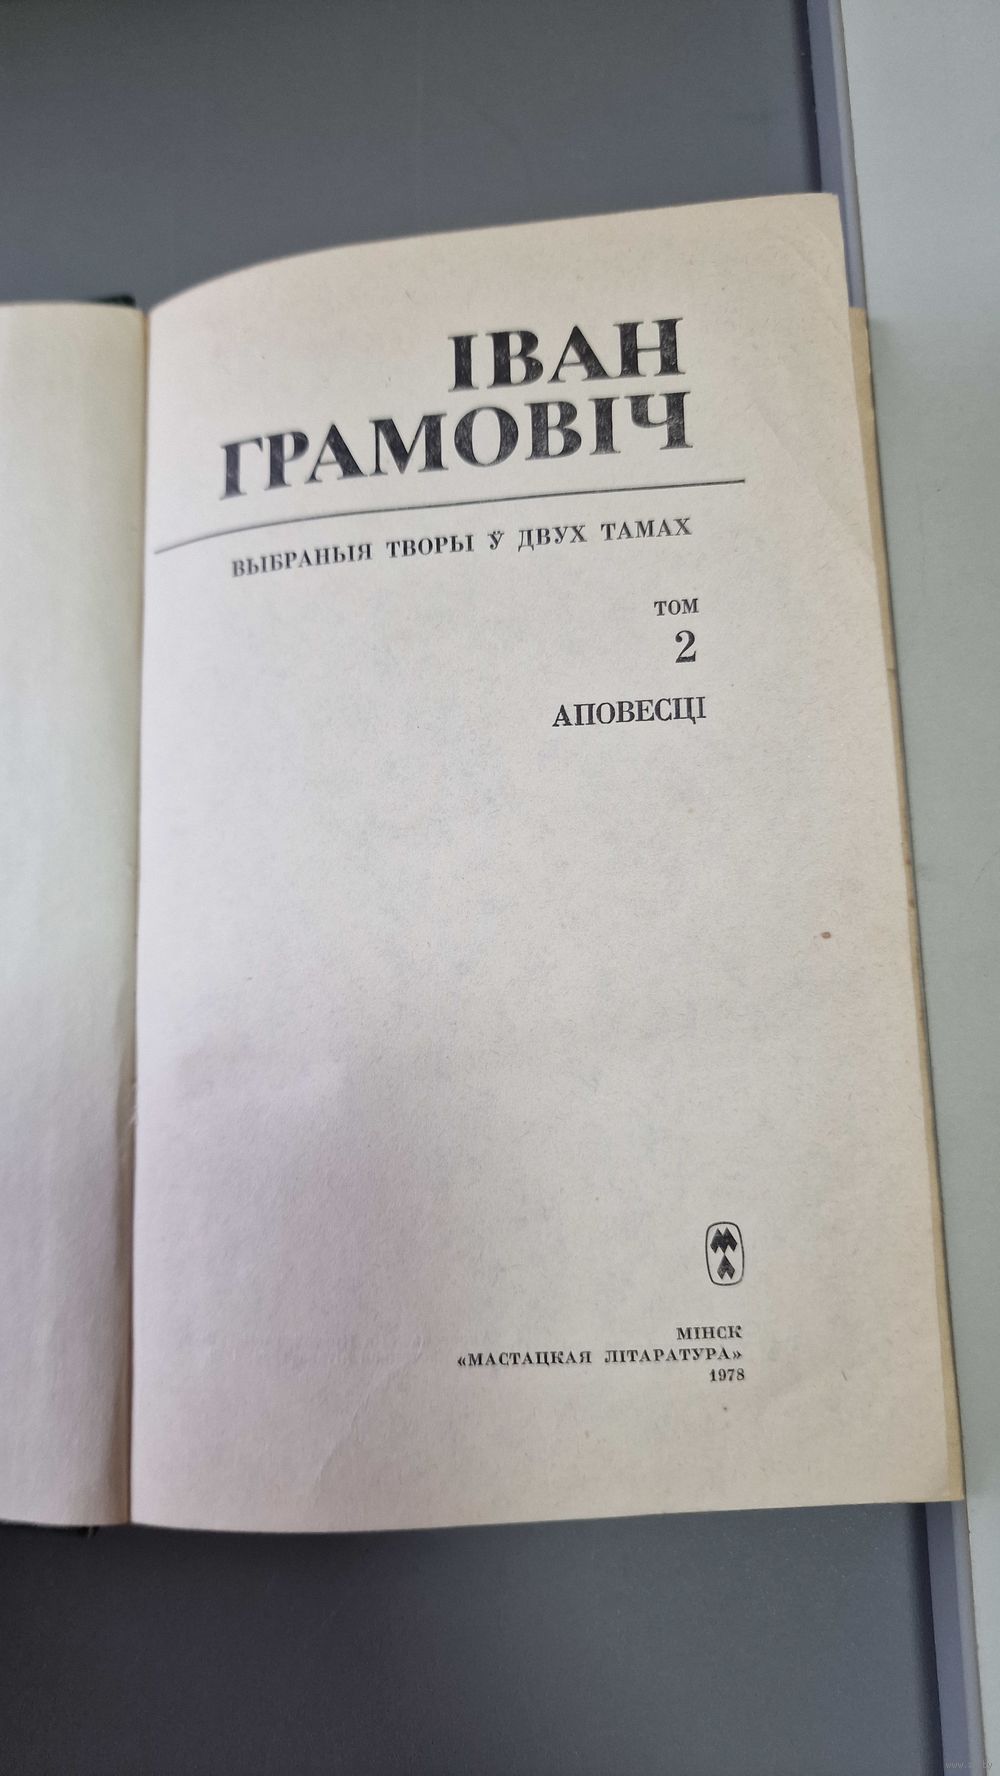 ІВАН
ГРАМОВІЧ
ВЫБРАНЫЯ ТВОРЫ Ў ДВУХ ТАМАХ
ТОМ
2
АПОВЕСЦІ
МІНСК
«МАСТАЦКАЯ ЛІТАРАТУРА»
1978